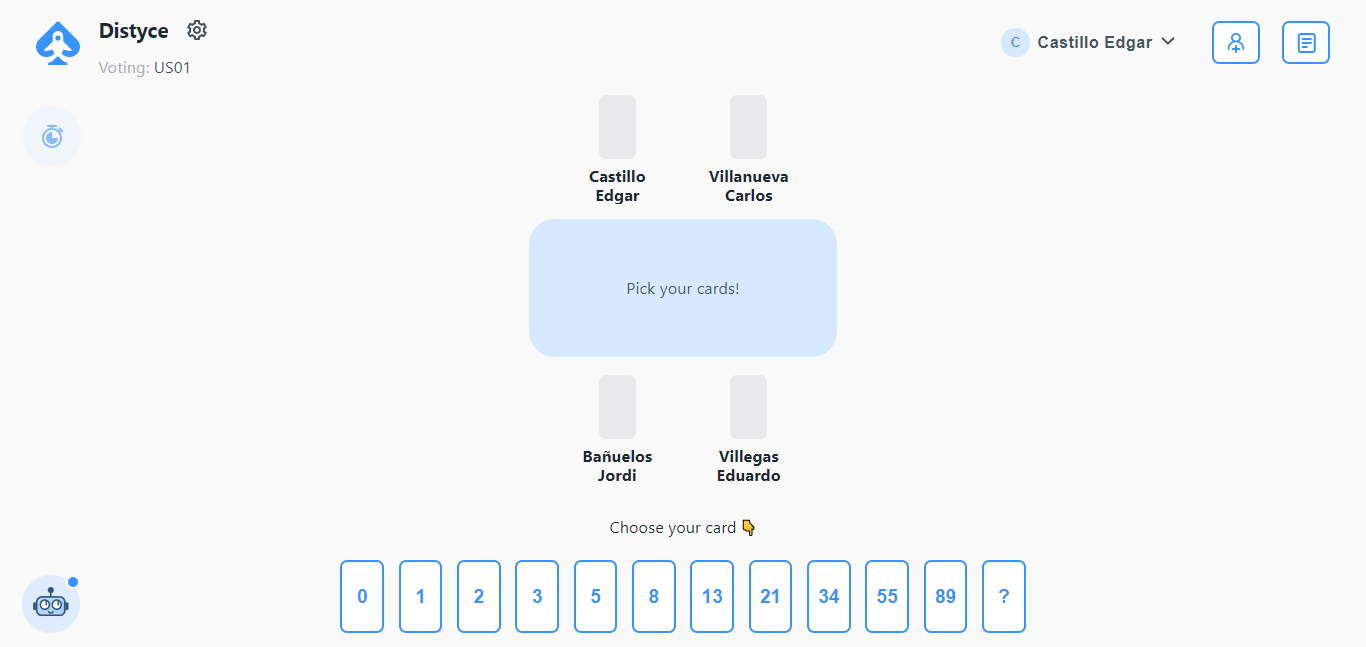 Distyce
Voting: US01
C Castillo Edgar
Castillo
Edgar
Villanueva
Carlos
Pick your cards!
Bañuelos
Jordi
Villegas
Eduardo
Choose your card
0 1 2 3 5 8 13 21 34 55 89 ?